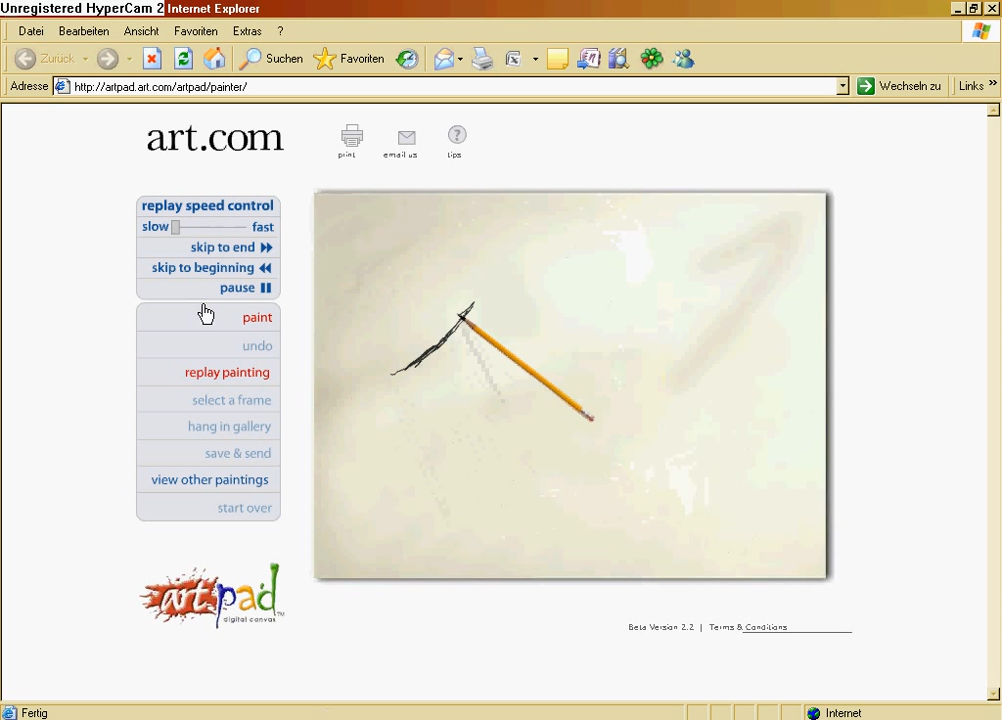 Unregistered HyperCam 2 Internet Explorer
Datei Bearbeiten Ansicht Favoriten Extras ?
Zurück Suchen Favoriten
Adresse http://artpad.art.com/artpad/painter/ Wechseln zu Links »
art.com
print email us tips
?
replay speed control
slow fast
skip to end
skip to beginning
pause
paint
undo
replay painting
select a frame
hang in gallery
save & send
view other paintings
start over
artpad
digital canvas
TM
Beta Version 2.2 | Terms & Conditions
Fertig Internet